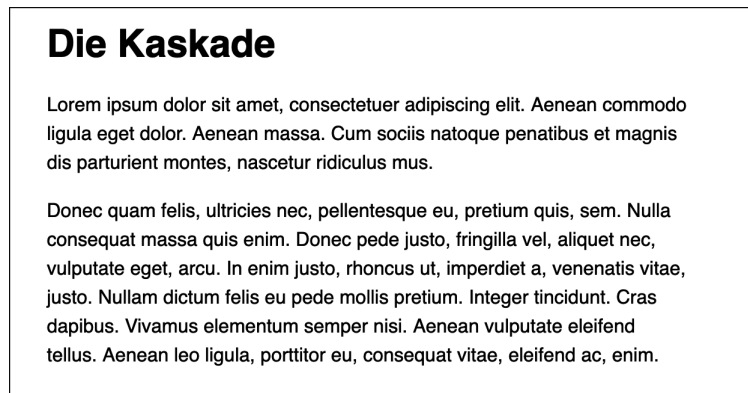 Die Kaskade
Lorem ipsum dolor sit amet, consectetuer adipiscing elit. Aenean commodo
ligula eget dolor. Aenean massa. Cum sociis natoque penatibus et magnis
dis parturient montes, nascetur ridiculus mus.
Donec quam felis, ultricies nec, pellentesque eu, pretium quis, sem. Nulla
consequat massa quis enim. Donec pede justo, fringilla vel, aliquet nec,
vulputate eget, arcu. In enim justo, rhoncus ut, imperdiet a, venenatis vitae,
justo. Nullam dictum felis eu pede mollis pretium. Integer tincidunt. Cras
dapibus. Vivamus elementum semper nisi. Aenean vulputate eleifend
tellus. Aenean leo ligula, porttitor eu, consequat vitae, eleifend ac, enim.